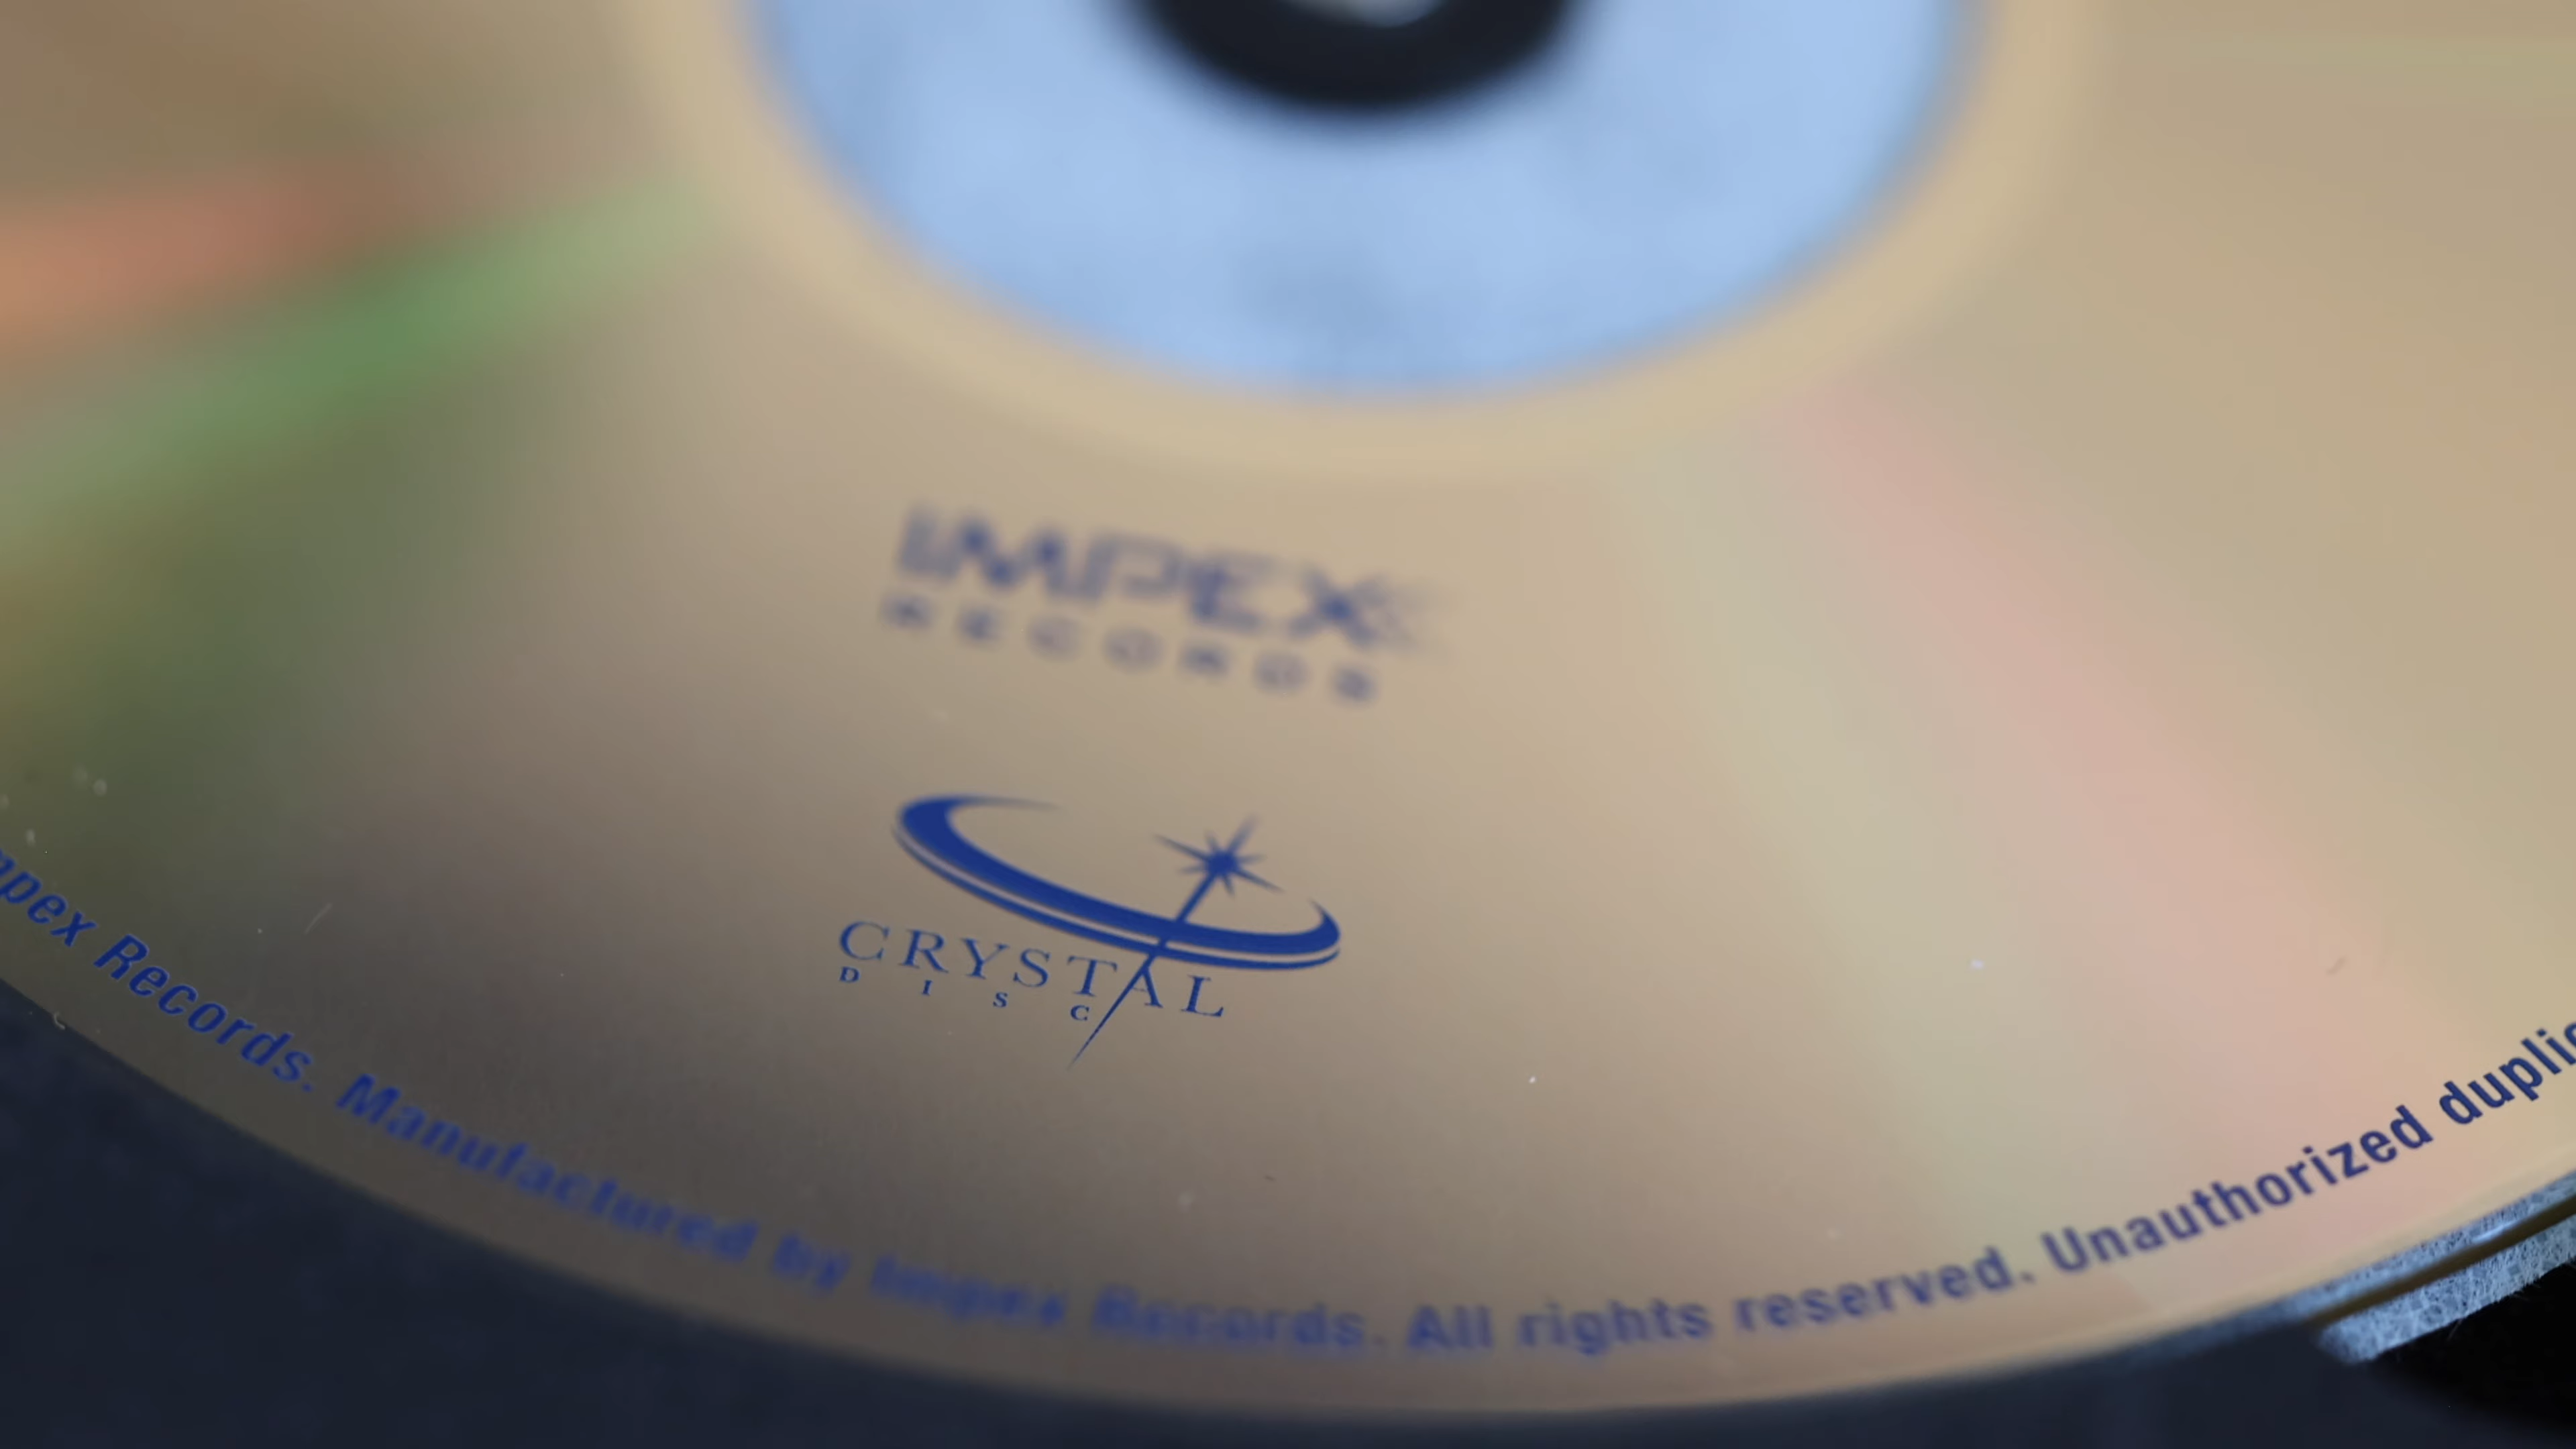 IMPEX
RECORDS
CRYSTAL
DISC
pex Records. Manufactured by Impex Records. All rights reserved. Unauthorized duplic